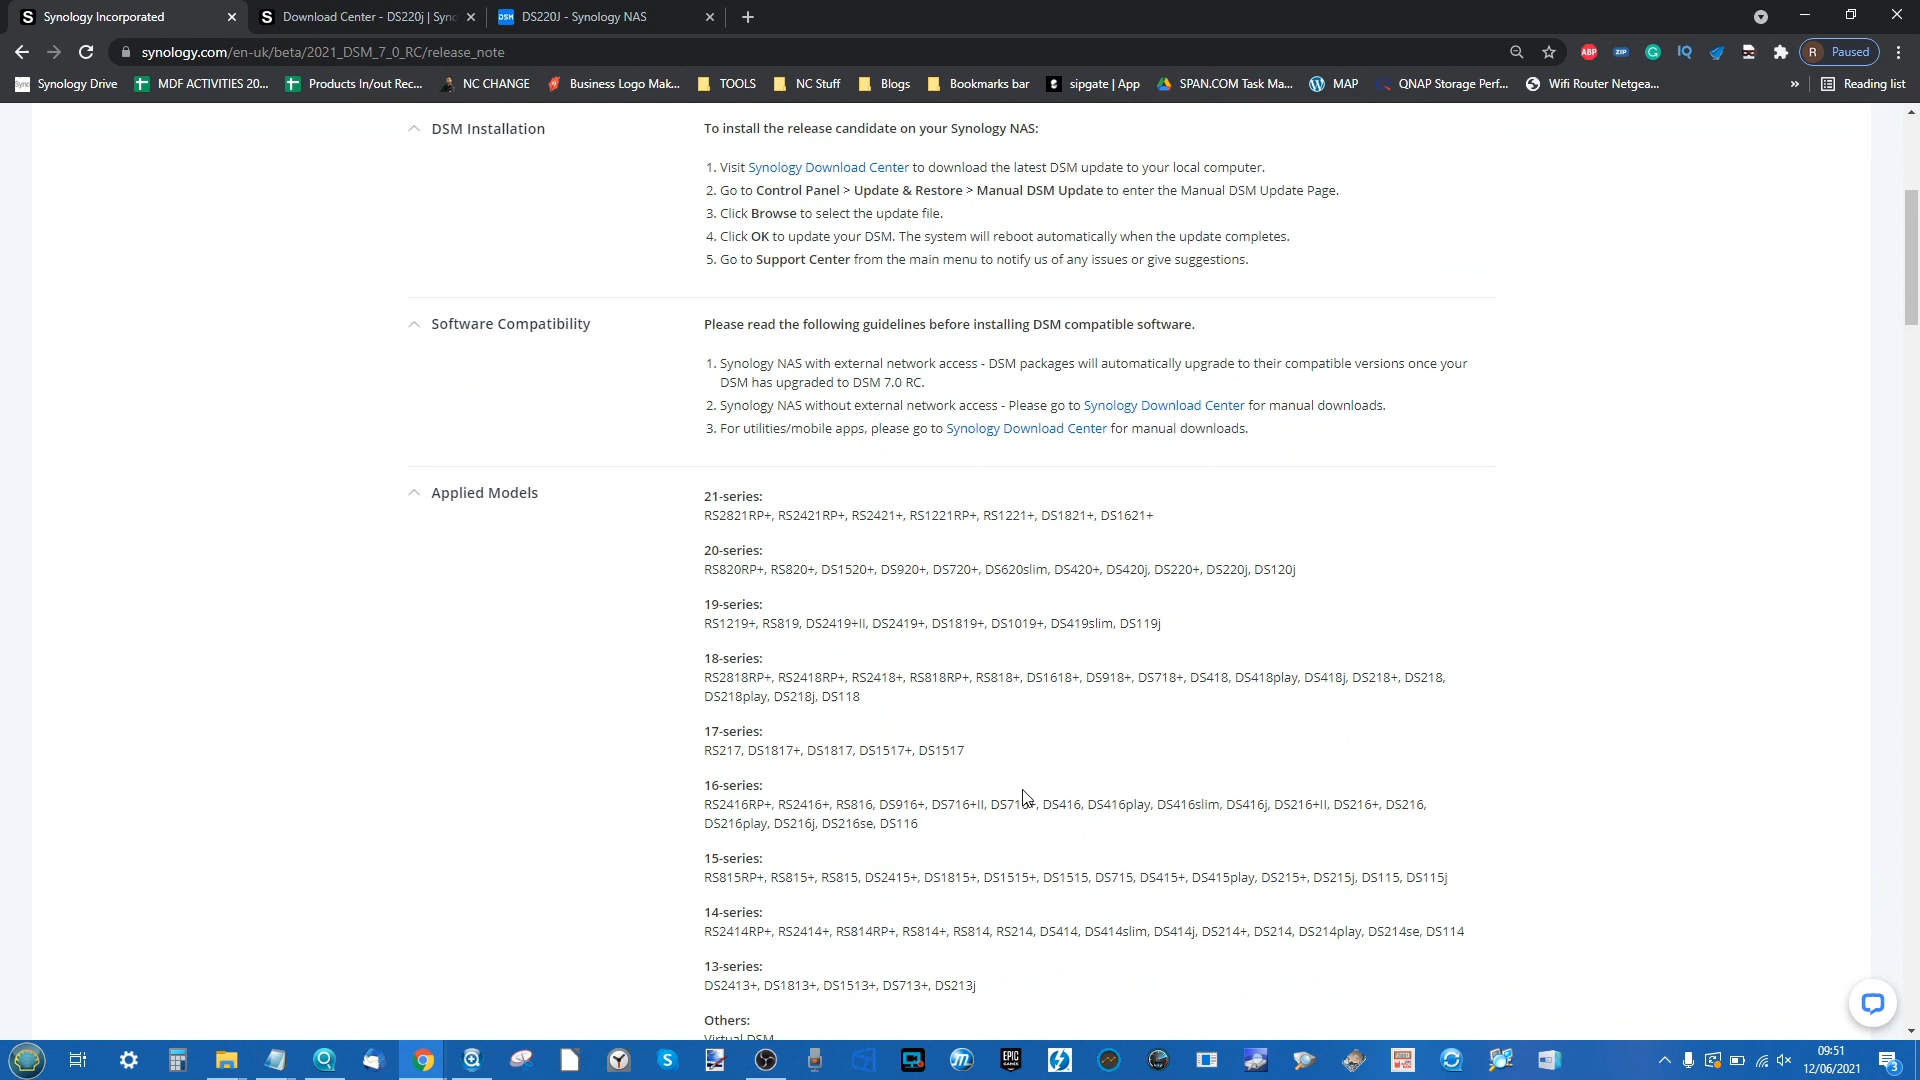 Synology Incorporated
Download Center - DS220j | Syno
DS220J - Synology NAS
synology.com/en-uk/beta/2021_DSM_7_0_RC/release_note
ABP
ZIP
IQ
R Paused
Synology Drive
MDF ACTIVITIES 20...
Products In/out Rec...
NC CHANGE
Business Logo Mak...
TOOLS
NC Stuff
Blogs
Bookmarks bar
sipgate | App
SPAN.COM Task Ma...
MAP
QNAP Storage Perf...
Wifi Router Netgea...
»
Reading list
DSM Installation
To install the release candidate on your Synology NAS:
1. Visit Synology Download Center to download the latest DSM update to your local computer.
2. Go to Control Panel > Update & Restore > Manual DSM Update to enter the Manual DSM Update Page.
3. Click Browse to select the update file.
4. Click OK to update your DSM. The system will reboot automatically when the update completes.
5. Go to Support Center from the main menu to notify us of any issues or give suggestions.
Software Compatibility
Please read the following guidelines before installing DSM compatible software.
1. Synology NAS with external network access - DSM packages will automatically upgrade to their compatible versions once your
DSM has upgraded to DSM 7.0 RC.
2. Synology NAS without external network access - Please go to Synology Download Center for manual downloads.
3. For utilities/mobile apps, please go to Synology Download Center for manual downloads.
Applied Models
21-series:
RS2821RP+, RS2421RP+, RS2421+, RS1221RP+, RS1221+, DS1821+, DS1621+
20-series:
RS820RP+, RS820+, DS1520+, DS920+, DS720+, DS620slim, DS420+, DS420j, DS220+, DS220j, DS120j
19-series:
RS1219+, RS819, DS2419+II, DS2419+, DS1819+, DS1019+, DS419slim, DS119j
18-series:
RS2818RP+, RS2418RP+, RS2418+, RS818RP+, RS818+, DS1618+, DS918+, DS718+, DS418, DS418play, DS418j, DS218+, DS218,
DS218play, DS218j, DS118
17-series:
RS217, DS1817+, DS1817, DS1517+, DS1517
16-series:
RS2416RP+, RS2416+, RS816, DS916+, DS716+II, DS716+, DS416, DS416play, DS416slim, DS416j, DS216+II, DS216+, DS216,
DS216play, DS216j, DS216se, DS116
15-series:
RS815RP+, RS815+, RS815, DS2415+, DS1815+, DS1515+, DS1515, DS715, DS415+, DS415play, DS215+, DS215j, DS115, DS115j
14-series:
RS2414RP+, RS2414+, RS814RP+, RS814+, RS814, RS214, DS414, DS414slim, DS414j, DS214+, DS214, DS214play, DS214se, DS114
13-series:
DS2413+, DS1813+, DS1513+, DS713+, DS213j
Others:
Virtual DSM
09:51
12/06/2021
3